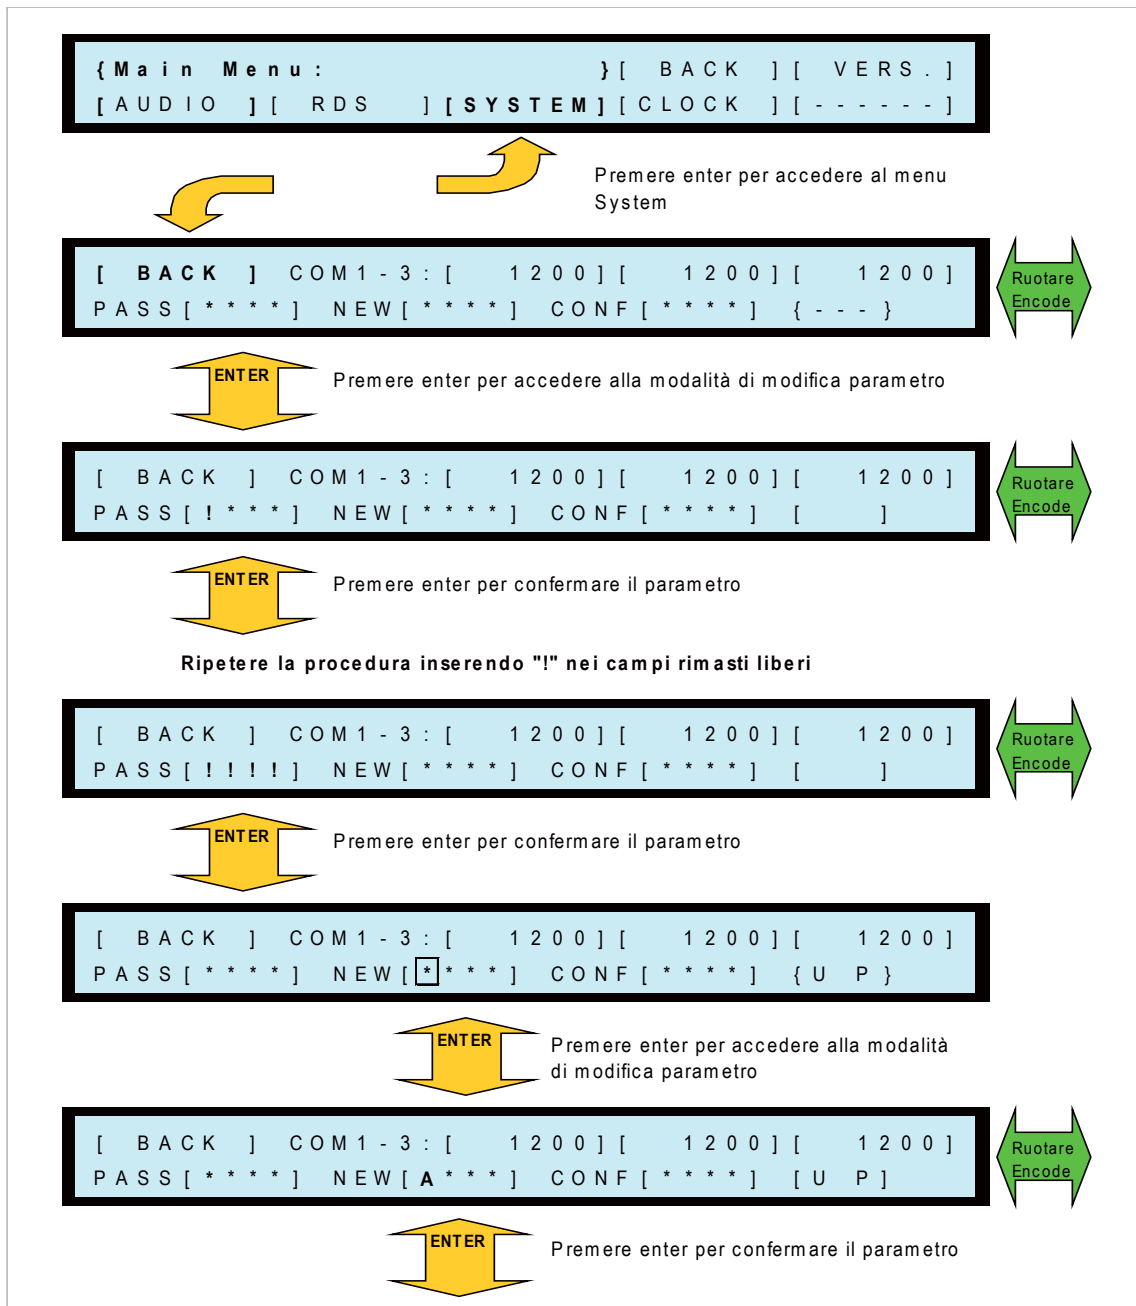 {Main Menu: }[ BACK ][ VERS.]
[AUDIO ][ RDS ][SYSTEM][CLOCK ][------]
Premere enter per accedere al menu
System
[ BACK ] COM1-3:[ 1200][ 1200][ 1200]
PASS[****] NEW[****] CONF[****] {---}
Ruotare
Encode
ENTER
Premere enter per accedere alla modalità di modifica parametro
[ BACK ] COM1-3:[ 1200][ 1200][ 1200]
PASS[!***] NEW[****] CONF[****] [ ]
Ruotare
Encode
ENTER
Premere enter per confermare il parametro
Ripetere la procedura inserendo "!" nei campi rimasti liberi
[ BACK ] COM1-3:[ 1200][ 1200][ 1200]
PASS[!!!!] NEW[****] CONF[****] [ ]
Ruotare
Encode
ENTER
Premere enter per confermare il parametro
[ BACK ] COM1-3:[ 1200][ 1200][ 1200]
PASS[****] NEW[****] CONF[****] {U P}
ENTER
Premere enter per accedere alla modalità
di modifica parametro
[ BACK ] COM1-3:[ 1200][ 1200][ 1200]
PASS[****] NEW[A***] CONF[****] [U P]
Ruotare
Encode
ENTER
Premere enter per confermare il parametro